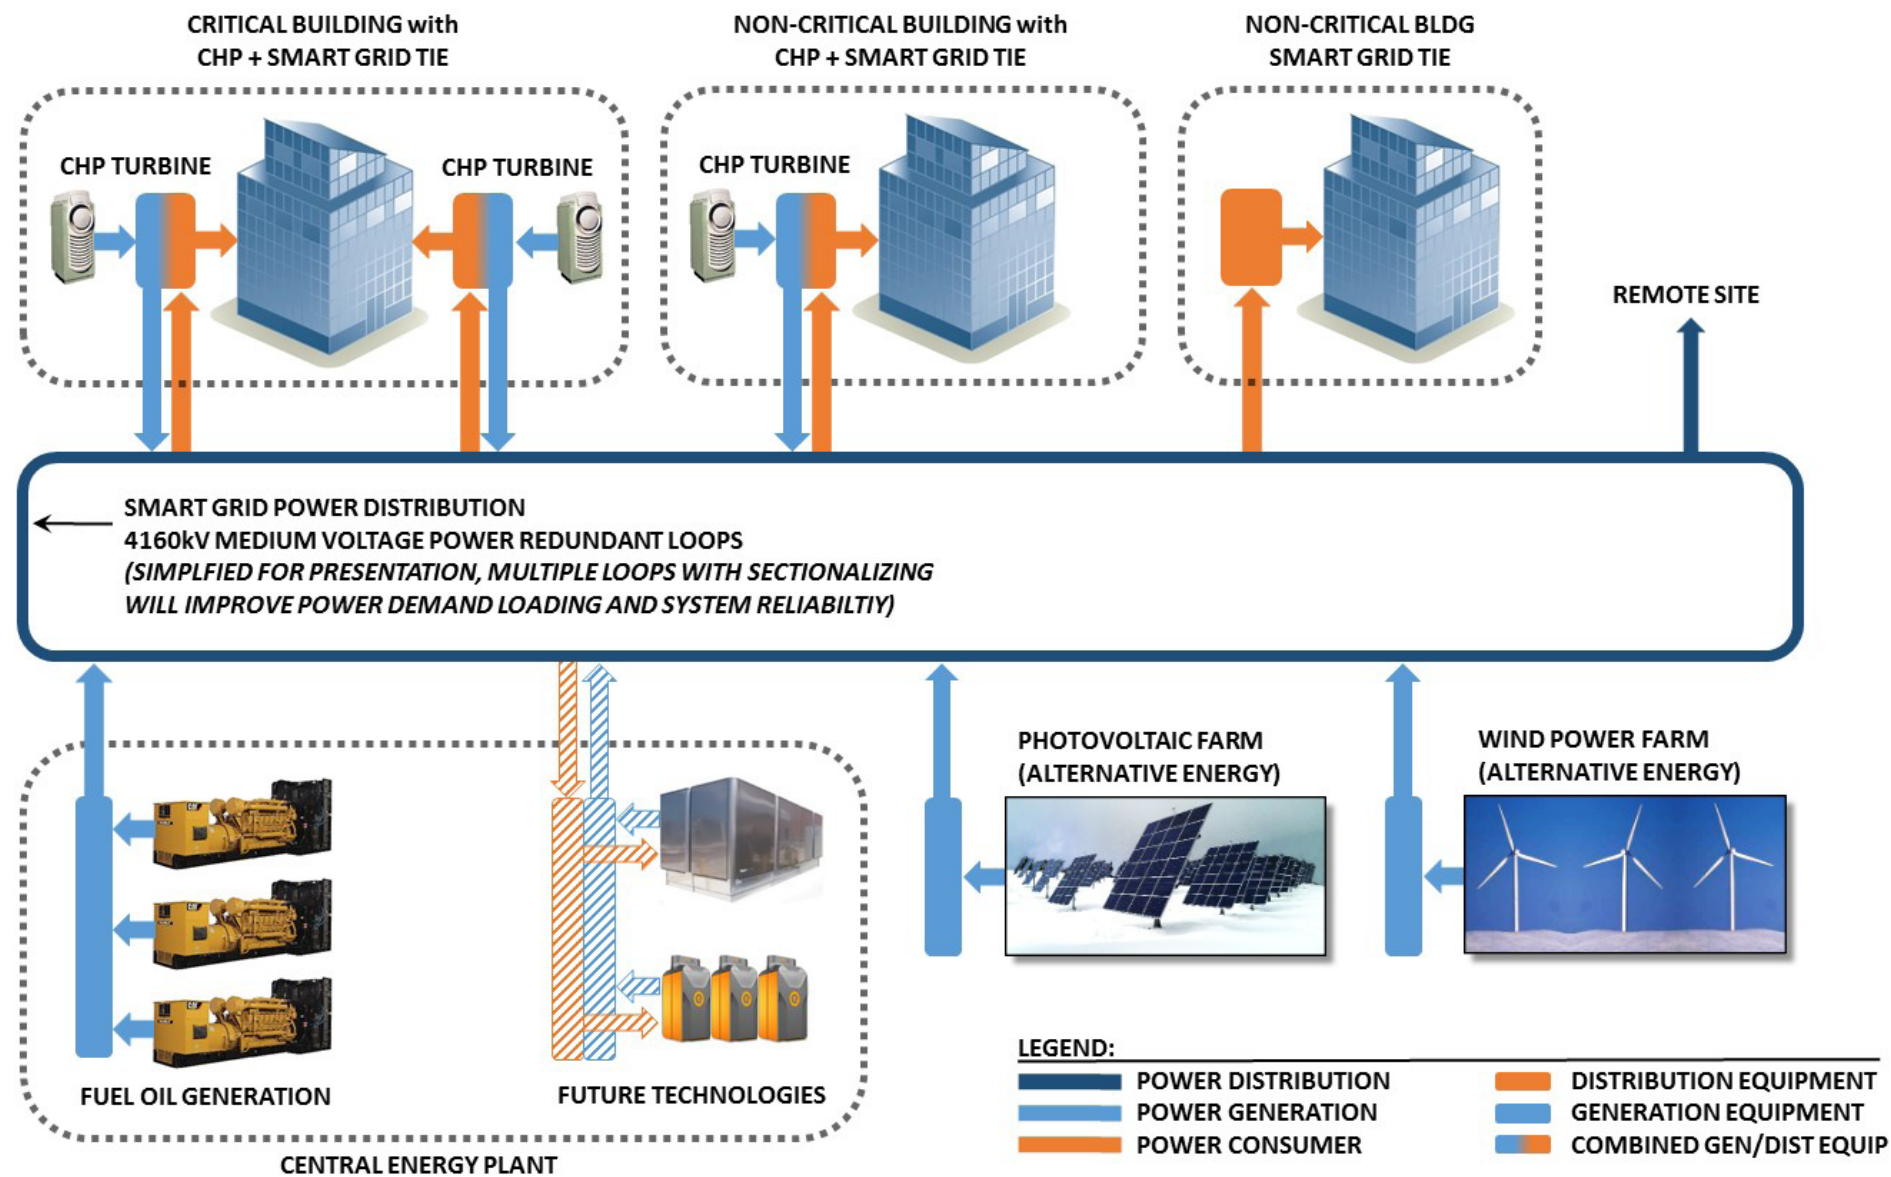 CRITICAL BUILDING with
CHP + SMART GRID TIE
NON-CRITICAL BUILDING with
CHP + SMART GRID TIE
NON-CRITICAL BLDG
SMART GRID TIE
CHP TURBINE
CHP TURBINE
CHP TURBINE
REMOTE SITE
SMART GRID POWER DISTRIBUTION
4160kV MEDIUM VOLTAGE POWER REDUNDANT LOOPS
(SIMPLFIED FOR PRESENTATION, MULTIPLE LOOPS WITH SECTIONALIZING
WILL IMPROVE POWER DEMAND LOADING AND SYSTEM RELIABILTIY)
PHOTOVOLTAIC FARM
(ALTERNATIVE ENERGY)
WIND POWER FARM
(ALTERNATIVE ENERGY)
CAT
CAT
CAT
FUEL OIL GENERATION
FUTURE TECHNOLOGIES
CENTRAL ENERGY PLANT
LEGEND:
POWER DISTRIBUTION
POWER GENERATION
POWER CONSUMER
DISTRIBUTION EQUIPMENT
GENERATION EQUIPMENT
COMBINED GEN/DIST EQUIP